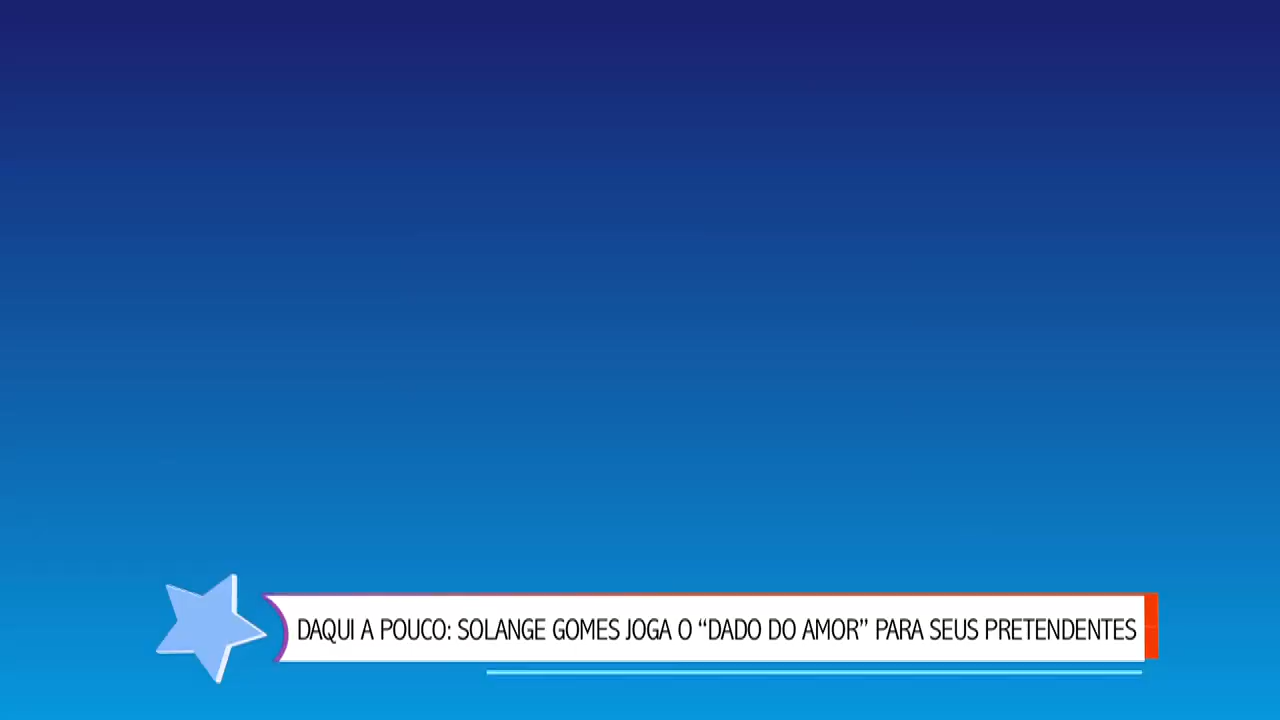 DAQUI A POUCO: SOLANGE GOMES JOGA O “DADO DO AMOR” PARA SEUS PRETENDENTES